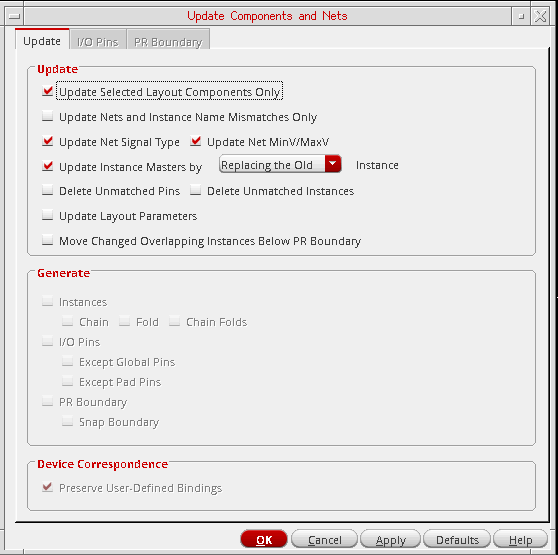 Update Components and Nets
Update I/O Pins PR Boundary
Update
Update Selected Layout Components Only
Update Nets and Instance Name Mismatches Only
Update Net Signal Type Update Net MinV/MaxV
Update Instance Masters by Replacing the Old Instance
Delete Unmatched Pins Delete Unmatched Instances
Update Layout Parameters
Move Changed Overlapping Instances Below PR Boundary
Generate
Instances
Chain Fold Chain Folds
I/O Pins
Except Global Pins
Except Pad Pins
PR Boundary
Snap Boundary
Device Correspondence
Preserve User-Defined Bindings
OK Cancel Apply Defaults Help